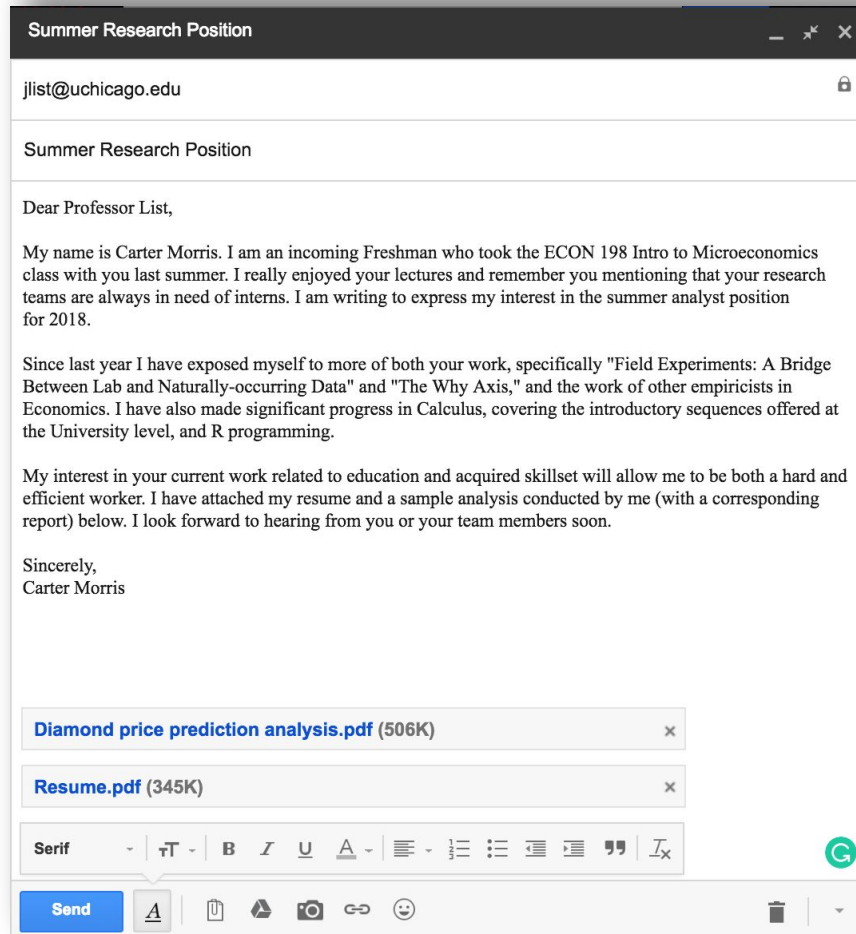 Summer Research Position
jlist@uchicago.edu
Summer Research Position
Dear Professor List,
My name is Carter Morris. I am an incoming Freshman who took the ECON 198 Intro to Microeconomics
class with you last summer. I really enjoyed your lectures and remember you mentioning that your research
teams are always in need of interns. I am writing to express my interest in the summer analyst position
for 2018.
Since last year I have exposed myself to more of both your work, specifically "Field Experiments: A Bridge
Between Lab and Naturally-occurring Data" and "The Why Axis," and the work of other empiricists in
Economics. I have also made significant progress in Calculus, covering the introductory sequences offered at
the University level, and R programming.
My interest in your current work related to education and acquired skillset will allow me to be both a hard and
efficient worker. I have attached my resume and a sample analysis conducted by me (with a corresponding
report) below. I look forward to hearing from you or your team members soon.
Sincerely,
Carter Morris
Diamond price prediction analysis.pdf (506K)
Resume.pdf (345K)
Serif
Send